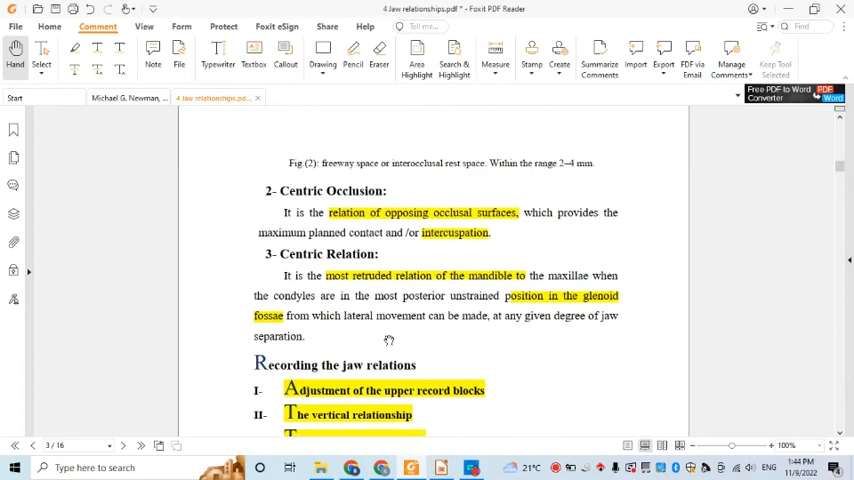 4 Jaw relationships.pdf * - Foxit PDF Reader
File Home Comment View Form Protect Foxit eSign Share Help Tell me... Find
Hand Select Note File Typewriter Textbox Callout Drawing Pencil Eraser Area Highlight Search & Highlight Measure Stamp Create Summarize Comments Import Export FDF via Email Manage Comments Keep Tool Selected
Start Michael G. Newman, ... 4 Jaw relationships.pd... Free PDF to Word Converter PDF Word
Fig.(2): freeway space or interocclusal rest space. Within the range 2–4 mm.
2- Centric Occlusion:
It is the relation of opposing occlusal surfaces, which provides the
maximum planned contact and /or intercuspation.
3- Centric Relation:
It is the most retruded relation of the mandible to the maxillae when
the condyles are in the most posterior unstrained position in the glenoid
fossae from which lateral movement can be made, at any given degree of jaw
separation.
Recording the jaw relations
I- Adjustment of the upper record blocks
II- The vertical relationship
3 / 16 100%
Type here to search 21°C ENG 1:44 PM
11/9/2022 4